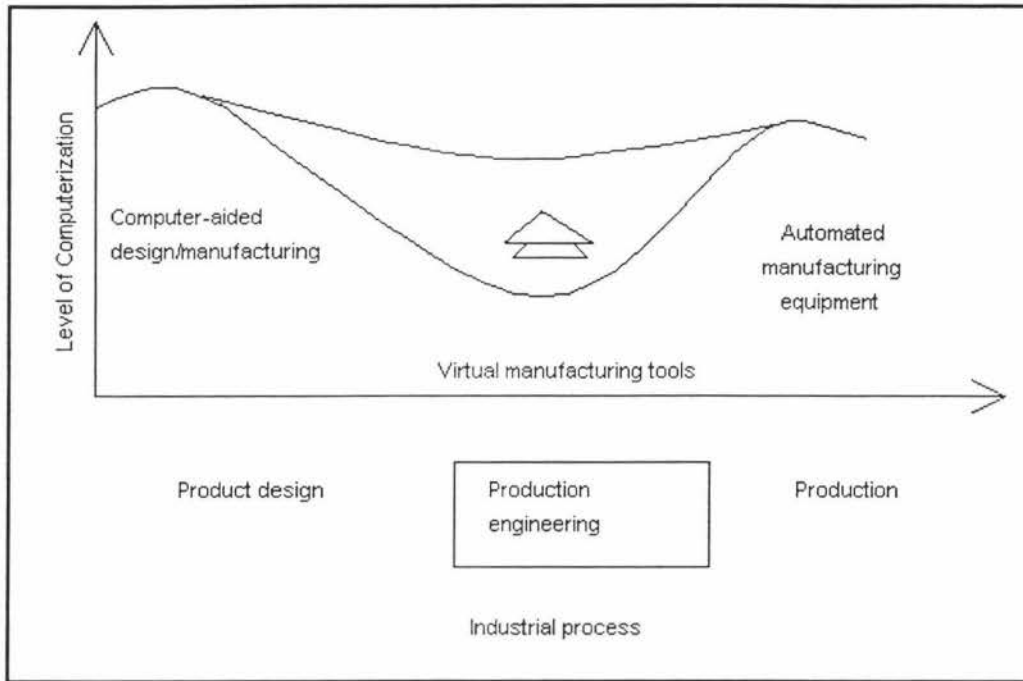 Level of Computerization
Computer-aided
design/manufacturing
Automated
manufacturing
equipment
Virtual manufacturing tools
Product design
Production
engineering
Production
Industrial process